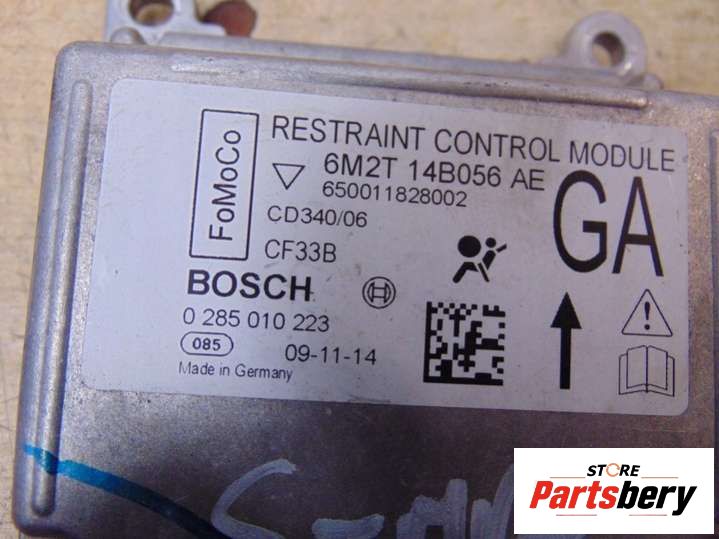 FoMoCo
RESTRAINT CONTROL MODULE
6M2T 14B056 AE
650011828002
GA
CD340/06
CF33B
BOSCH
0 285 010 223
085
09-11-14
Made in Germany
STORE
Partsbery